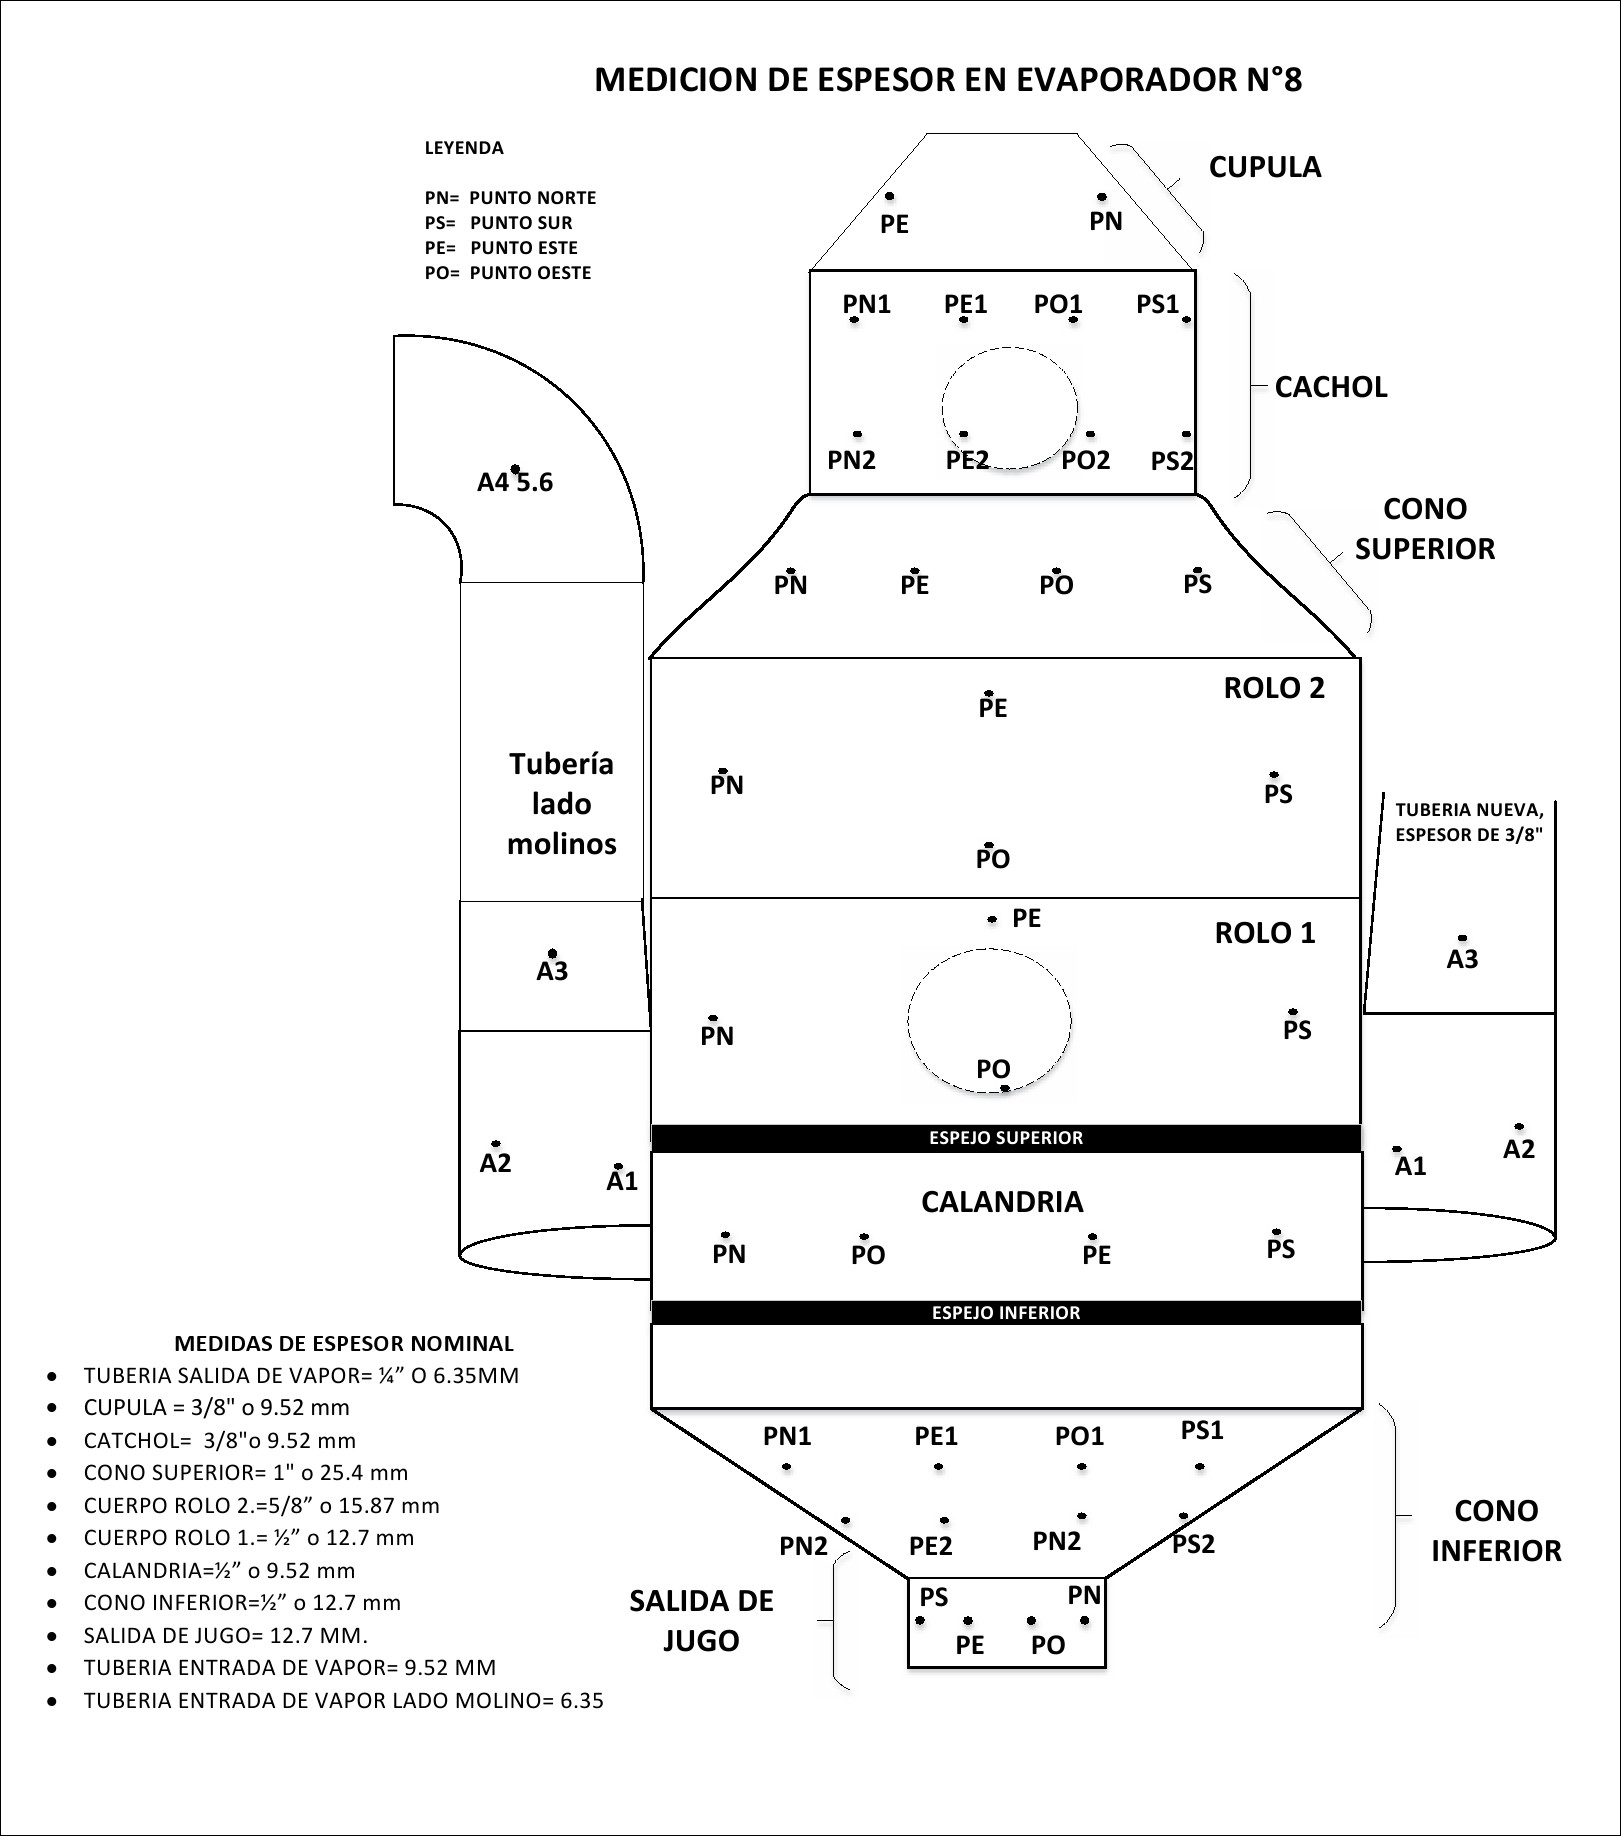 MEDICION DE ESPESOR EN EVAPORADOR N°8
LEYENDA
PN= PUNTO NORTE
PS= PUNTO SUR
PE= PUNTO ESTE
PO= PUNTO OESTE
CUPULA
PE
PN
PN1 PE1 PO1 PS1
CACHOL
PN2 PE2 PO2 PS2
A4 5.6
CONO
SUPERIOR
PN PE PO PS
ROLO 2
PE
PN
PS
PO
Tubería
lado
molinos
TUBERIA NUEVA,
ESPESOR DE 3/8"
ROLO 1
PE
PN
PS
PO
A3
A3
A2
A1
A1
A2
ESPEJO SUPERIOR
CALANDRIA
PN PO PE PS
ESPEJO INFERIOR
MEDIDAS DE ESPESOR NOMINAL
• TUBERIA SALIDA DE VAPOR= ¼” O 6.35MM
• CUPULA = 3/8" o 9.52 mm
• CATCHOL= 3/8"o 9.52 mm
• CONO SUPERIOR= 1" o 25.4 mm
• CUERPO ROLO 2.=5/8” o 15.87 mm
• CUERPO ROLO 1.= ½” o 12.7 mm
• CALANDRIA=½” o 9.52 mm
• CONO INFERIOR=½” o 12.7 mm
• SALIDA DE JUGO= 12.7 MM.
• TUBERIA ENTRADA DE VAPOR= 9.52 MM
• TUBERIA ENTRADA DE VAPOR LADO MOLINO= 6.35
PN1 PE1 PO1 PS1
PN2 PE2 PN2 PS2
CONO
INFERIOR
SALIDA DE
JUGO
PS PN
PE PO